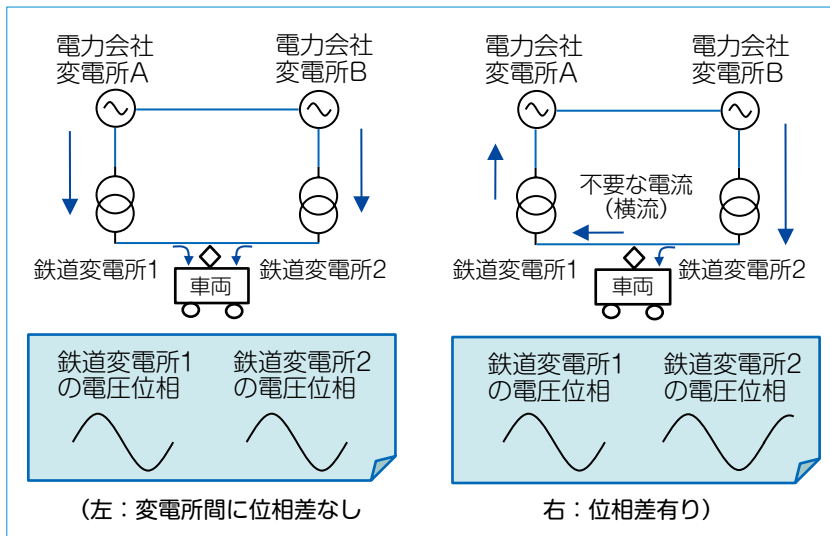 電力会社
変電所A
電力会社
変電所B
鉄道変電所1
鉄道変電所2
車両
鉄道変電所1
の電圧位相
鉄道変電所2
の電圧位相
(左：変電所間に位相差なし
電力会社
変電所A
電力会社
変電所B
不要な電流
（横流）
鉄道変電所1
鉄道変電所2
車両
鉄道変電所1
の電圧位相
鉄道変電所2
の電圧位相
右：位相差有り)